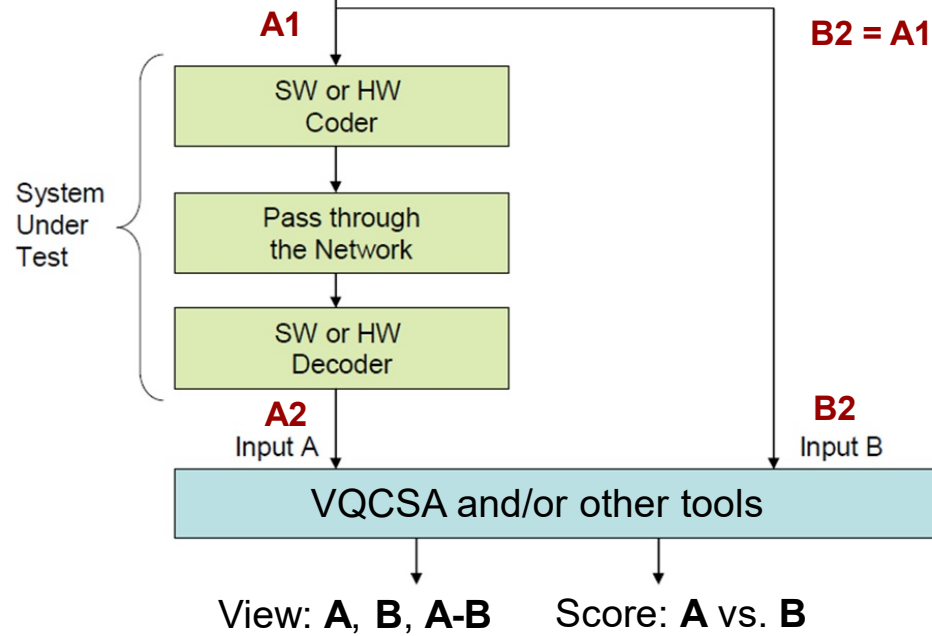 A1
B2 = A1
SW or HW
Coder
System
Under
Test
Pass through
the Network
SW or HW
Decoder
A2
B2
Input A
Input B
VQCSA and/or other tools
View: A, B, A-B
Score: A vs. B